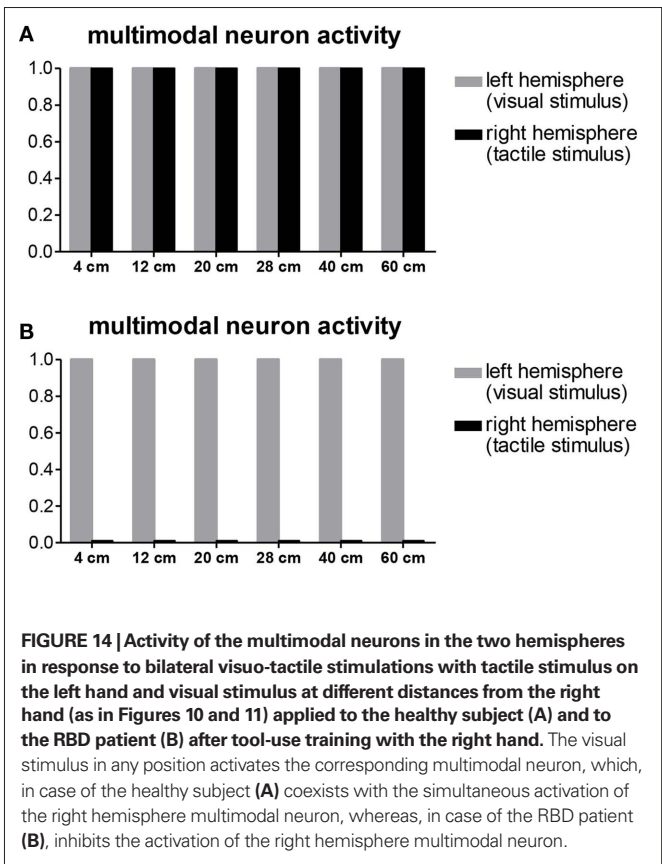 A
multimodal neuron activity
1.0
0.8
0.6
0.4
0.2
0.0
4 cm 12 cm 20 cm 28 cm 40 cm 60 cm
left hemisphere
(visual stimulus)
right hemisphere
(tactile stimulus)
B
multimodal neuron activity
1.0
0.8
0.6
0.4
0.2
0.0
4 cm 12 cm 20 cm 28 cm 40 cm 60 cm
left hemisphere
(visual stimulus)
right hemisphere
(tactile stimulus)
FIGURE 14 | Activity of the multimodal neurons in the two hemispheres
in response to bilateral visuo-tactile stimulations with tactile stimulus on
the left hand and visual stimulus at different distances from the right
hand (as in Figures 10 and 11) applied to the healthy subject (A) and to
the RBD patient (B) after tool-use training with the right hand. The visual
stimulus in any position activates the corresponding multimodal neuron, which,
in case of the healthy subject (A) coexists with the simultaneous activation of
the right hemisphere multimodal neuron, whereas, in case of the RBD patient
(B), inhibits the activation of the right hemisphere multimodal neuron.